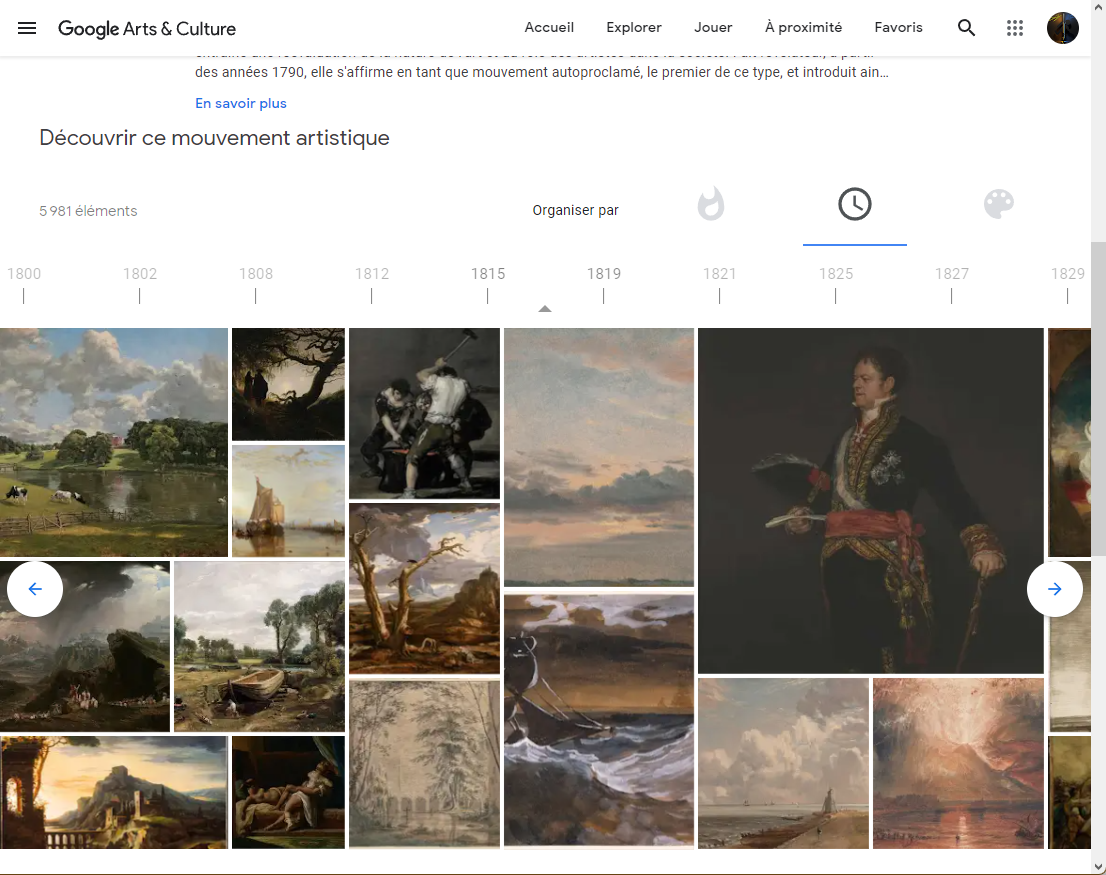 Google Arts & Culture
Accueil Explorer Jouer À proximité Favoris
des années 1790, elle s'affirme en tant que mouvement autoproclamé, le premier de ce type, et introduit ain…
En savoir plus
Découvrir ce mouvement artistique
5 981 éléments
Organiser par
1800 1802 1808 1812 1815 1819 1821 1825 1827 1829